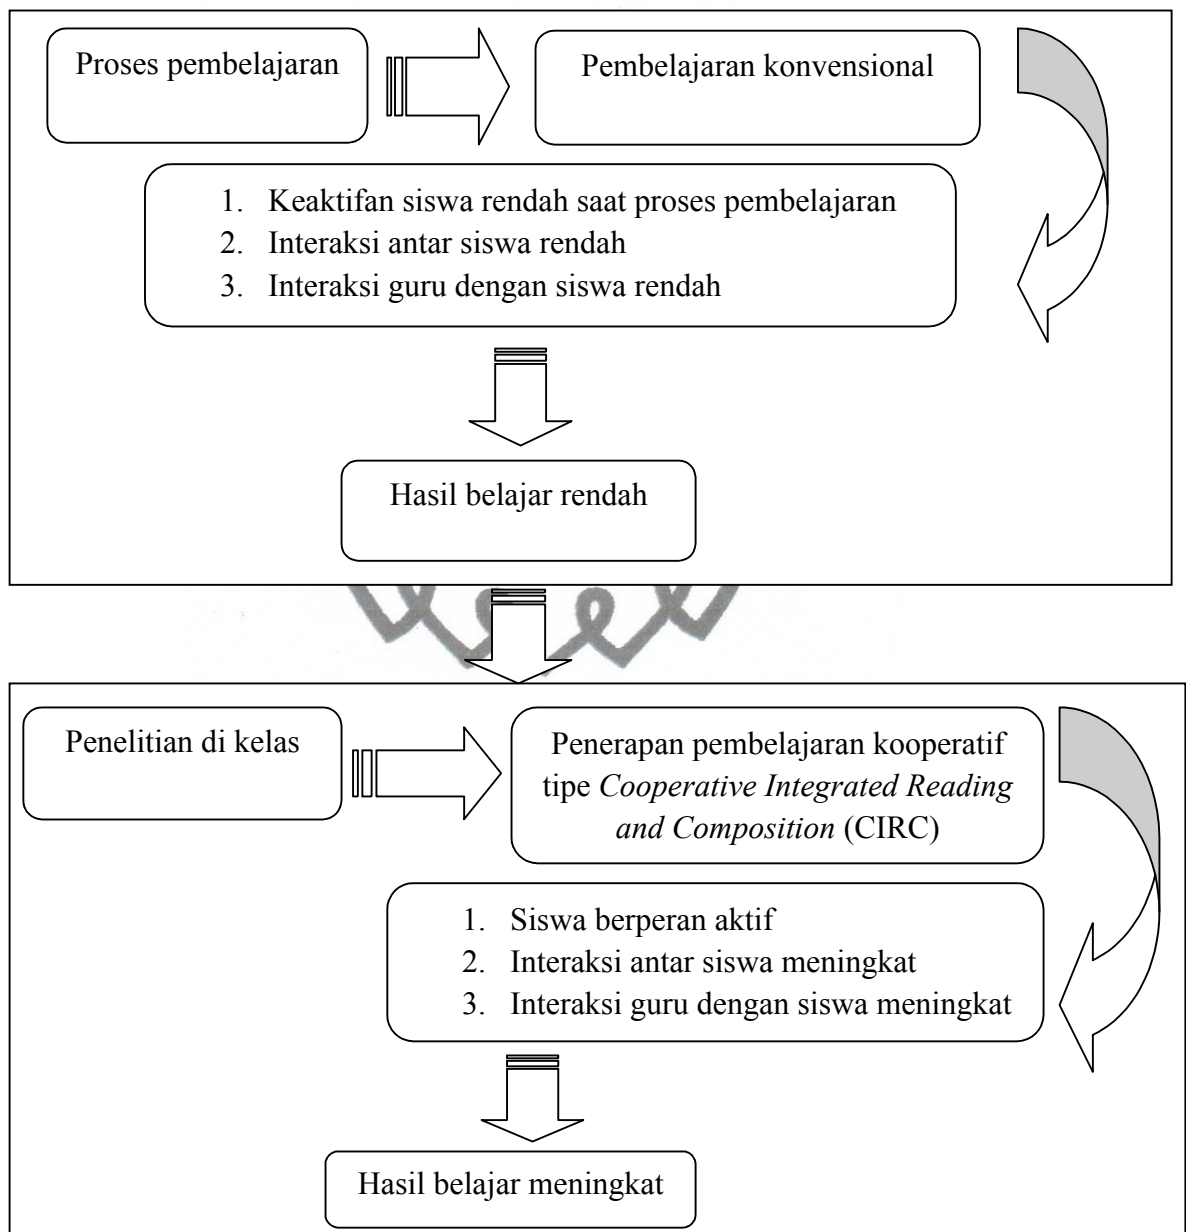 Proses pembelajaran
Pembelajaran konvensional
1. Keaktifan siswa rendah saat proses pembelajaran
2. Interaksi antar siswa rendah
3. Interaksi guru dengan siswa rendah
Hasil belajar rendah
Penelitian di kelas
Penerapan pembelajaran kooperatif
tipe Cooperative Integrated Reading
and Composition (CIRC)
1. Siswa berperan aktif
2. Interaksi antar siswa meningkat
3. Interaksi guru dengan siswa meningkat
Hasil belajar meningkat